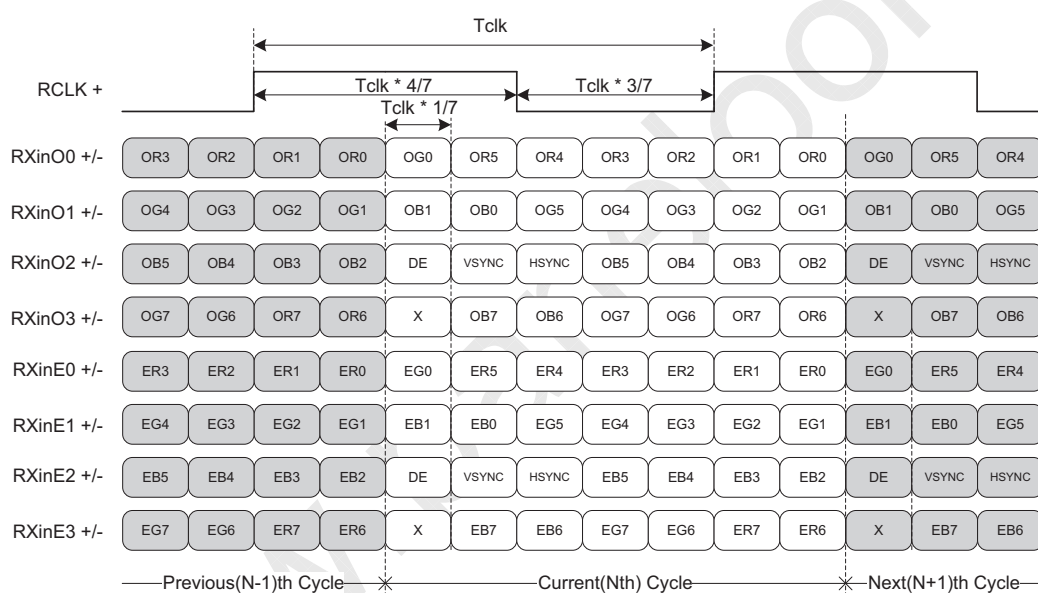 Tclk
RCLK +
Tclk * 4/7
Tclk * 3/7
Tclk * 1/7
RXinO0 +/- OR3 OR2 OR1 OR0 OG0 OR5 OR4 OR3 OR2 OR1 OR0 OG0 OR5 OR4
RXinO1 +/- OG4 OG3 OG2 OG1 OB1 OB0 OG5 OG4 OG3 OG2 OG1 OB1 OB0 OG5
RXinO2 +/- OB5 OB4 OB3 OB2 DE VSYNC HSYNC OB5 OB4 OB3 OB2 DE VSYNC HSYNC
RXinO3 +/- OG7 OG6 OR7 OR6 X OB7 OB6 OG7 OG6 OR7 OR6 X OB7 OB6
RXinE0 +/- ER3 ER2 ER1 ER0 EG0 ER5 ER4 ER3 ER2 ER1 ER0 EG0 ER5 ER4
RXinE1 +/- EG4 EG3 EG2 EG1 EB1 EB0 EG5 EG4 EG3 EG2 EG1 EB1 EB0 EG5
RXinE2 +/- EB5 EB4 EB3 EB2 DE VSYNC HSYNC EB5 EB4 EB3 EB2 DE VSYNC HSYNC
RXinE3 +/- EG7 EG6 ER7 ER6 X EB7 EB6 EG7 EG6 ER7 ER6 X EB7 EB6
Previous(N-1)th Cycle Current(Nth) Cycle Next(N+1)th Cycle